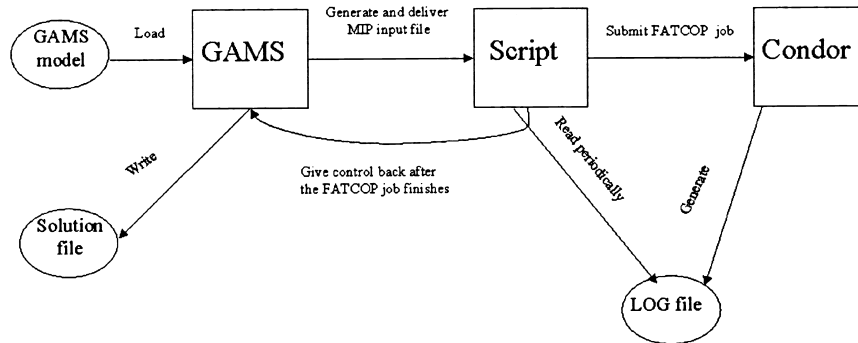 Generate and deliver
MIP input file
GAMS
model
Load
GAMS
Script
Submit FATCOP job
Condor
Write
Give control back after
the FATCOP job finishes
Read periodically
Generate
Solution
file
LOG file